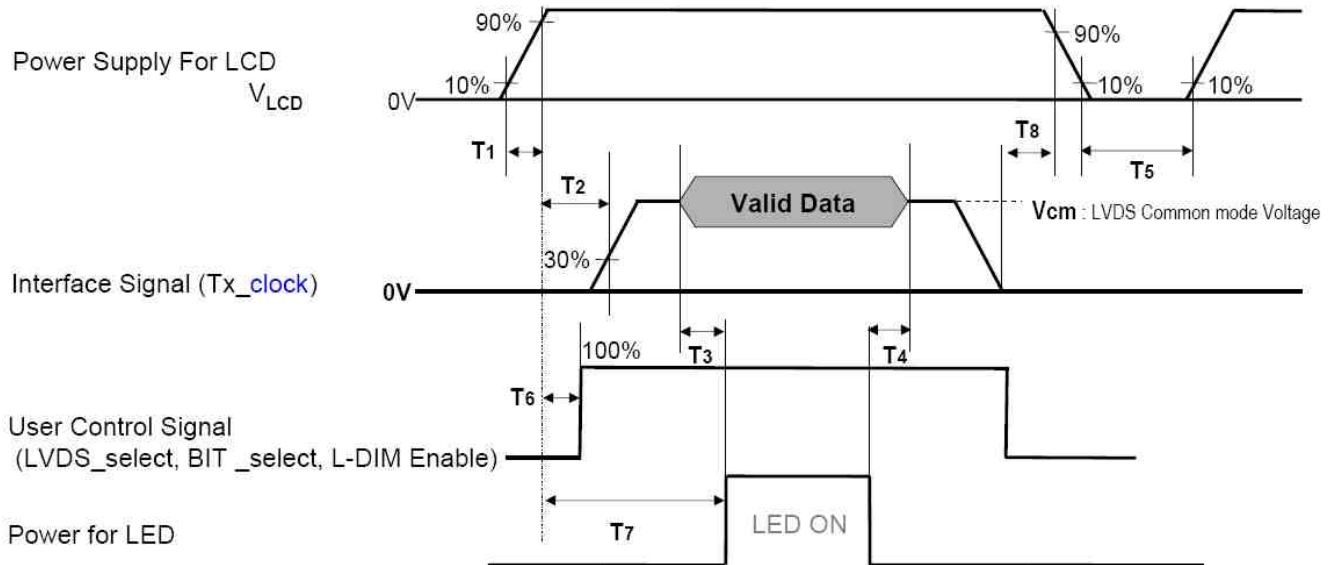 90%
90%
Power Supply For LCD
V_LCD
10%
10%
10%
0V
T1
T8
T5
T2
Valid Data
Vcm : LVDS Common mode Voltage
30%
Interface Signal (Tx_clock)
0V
100%
T3
T4
T6
User Control Signal
(LVDS_select, BIT _select, L-DIM Enable)
T7
LED ON
Power for LED